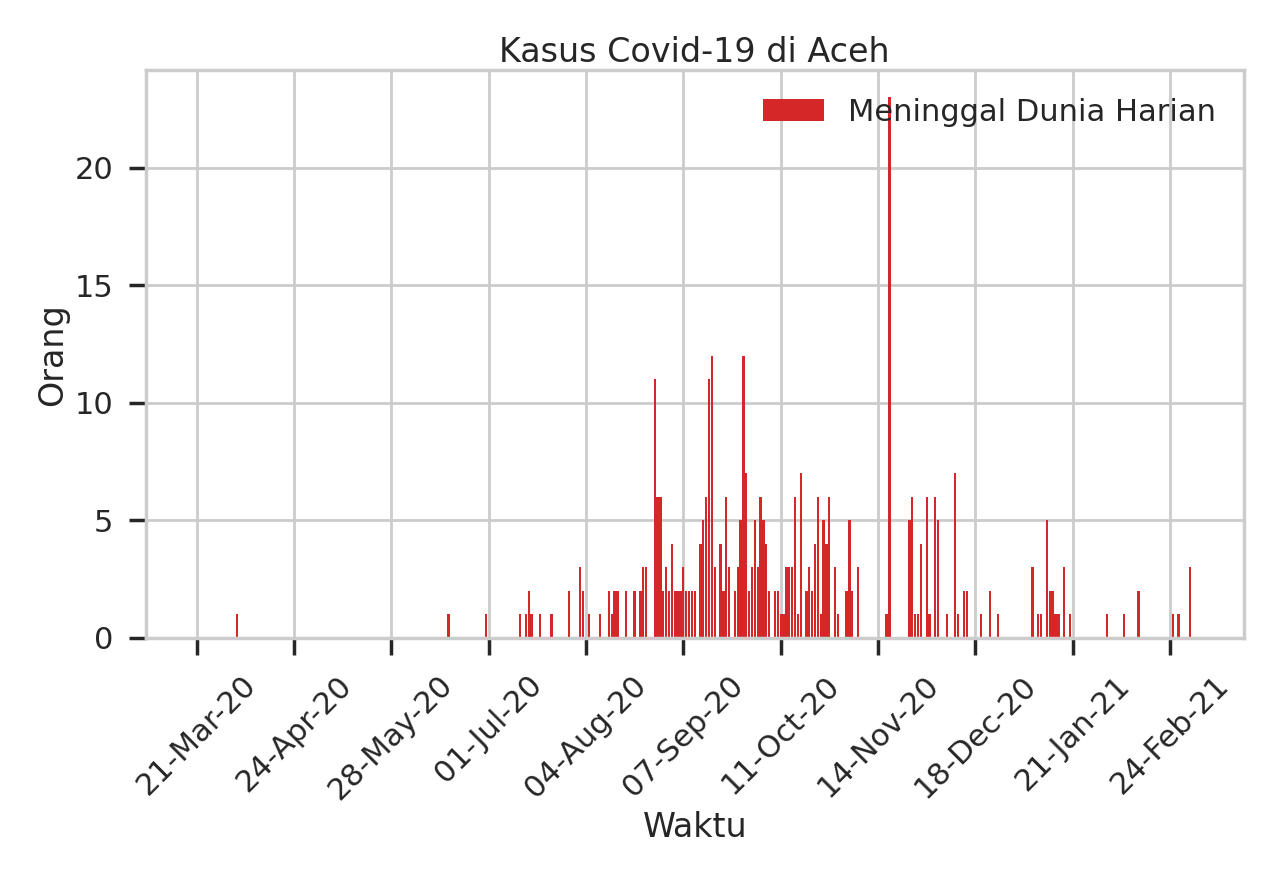 Kasus Covid-19 di Aceh
Meninggal Dunia Harian
Orang
20
15
10
5
0
21-Mar-20
24-Apr-20
28-May-20
01-Jul-20
04-Aug-20
07-Sep-20
11-Oct-20
14-Nov-20
18-Dec-20
21-Jan-21
24-Feb-21
Waktu